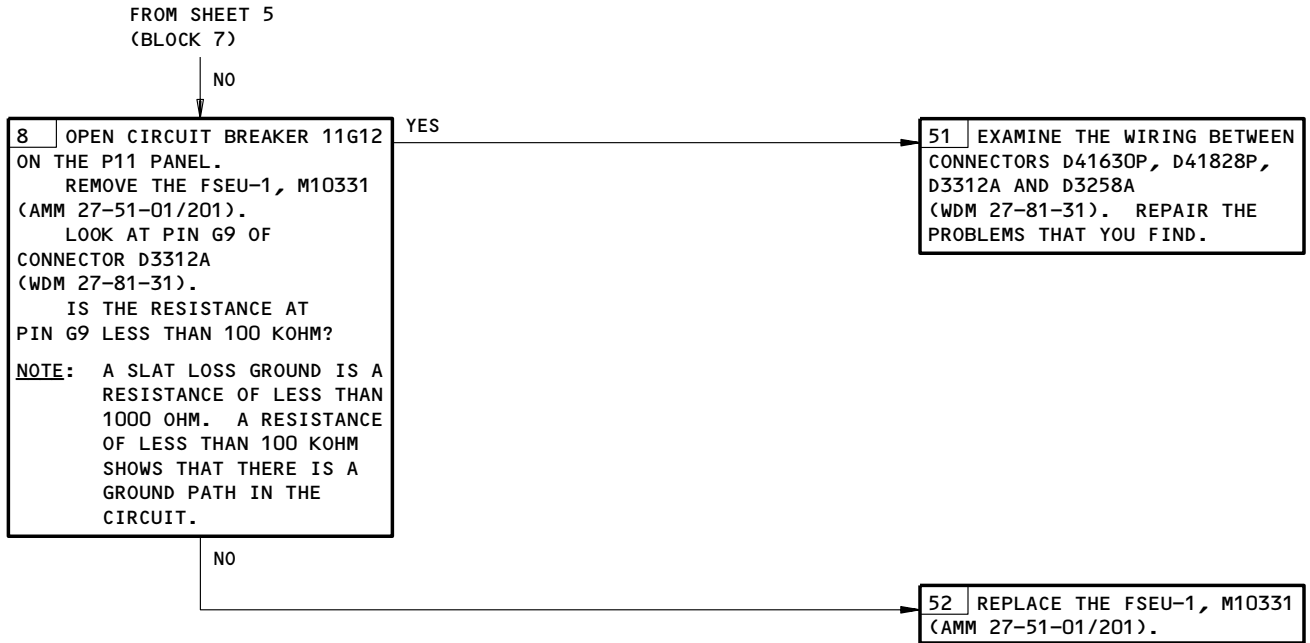 FROM SHEET 5
(BLOCK 7)
NO
8 OPEN CIRCUIT BREAKER 11G12
ON THE P11 PANEL.
REMOVE THE FSEU-1, M10331
(AMM 27-51-01/201).
LOOK AT PIN G9 OF
CONNECTOR D3312A
(WDM 27-81-31).
IS THE RESISTANCE AT
PIN G9 LESS THAN 100 KOHM?
NOTE: A SLAT LOSS GROUND IS A
RESISTANCE OF LESS THAN
1000 OHM. A RESISTANCE
OF LESS THAN 100 KOHM
SHOWS THAT THERE IS A
GROUND PATH IN THE
CIRCUIT.
YES
51 EXAMINE THE WIRING BETWEEN
CONNECTORS D41630P, D41828P,
D3312A AND D3258A
(WDM 27-81-31). REPAIR THE
PROBLEMS THAT YOU FIND.
NO
52 REPLACE THE FSEU-1, M10331
(AMM 27-51-01/201).